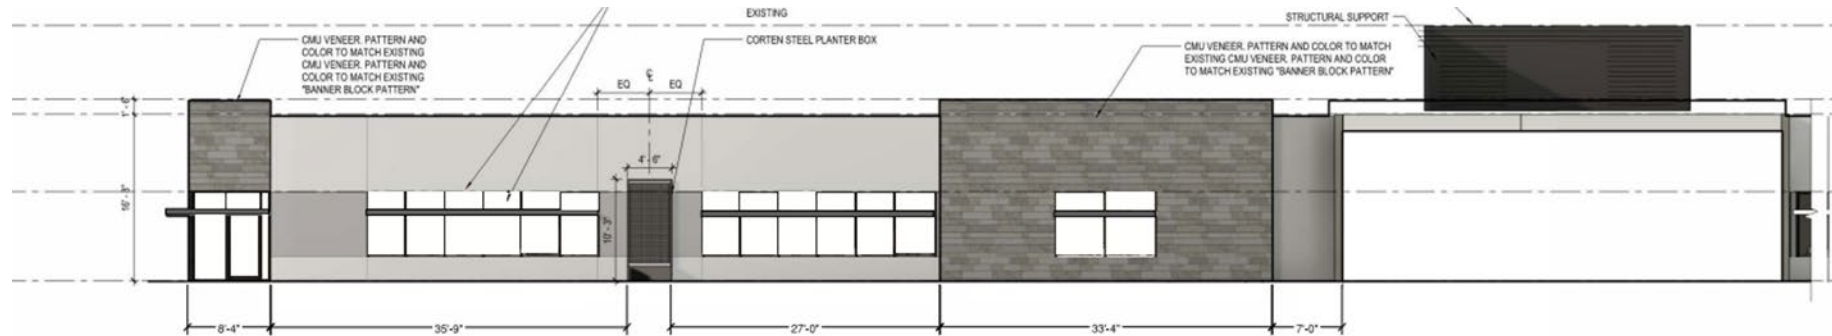 EXISTING
STRUCTURAL SUPPORT
CMU VENEER. PATTERN AND
COLOR TO MATCH EXISTING
CMU VENEER. PATTERN AND
COLOR TO MATCH EXISTING
"BANNER BLOCK PATTERN"
CORTEN STEEL PLANTER BOX
CMU VENEER. PATTERN AND COLOR TO MATCH
EXISTING CMU VENEER. PATTERN AND COLOR
TO MATCH EXISTING "BANNER BLOCK PATTERN"
EQ
EQ
1'-6"
4'-6"
16'-3"
10'-3"
8'-4"
35'-9"
27'-0"
33'-4"
7'-0"